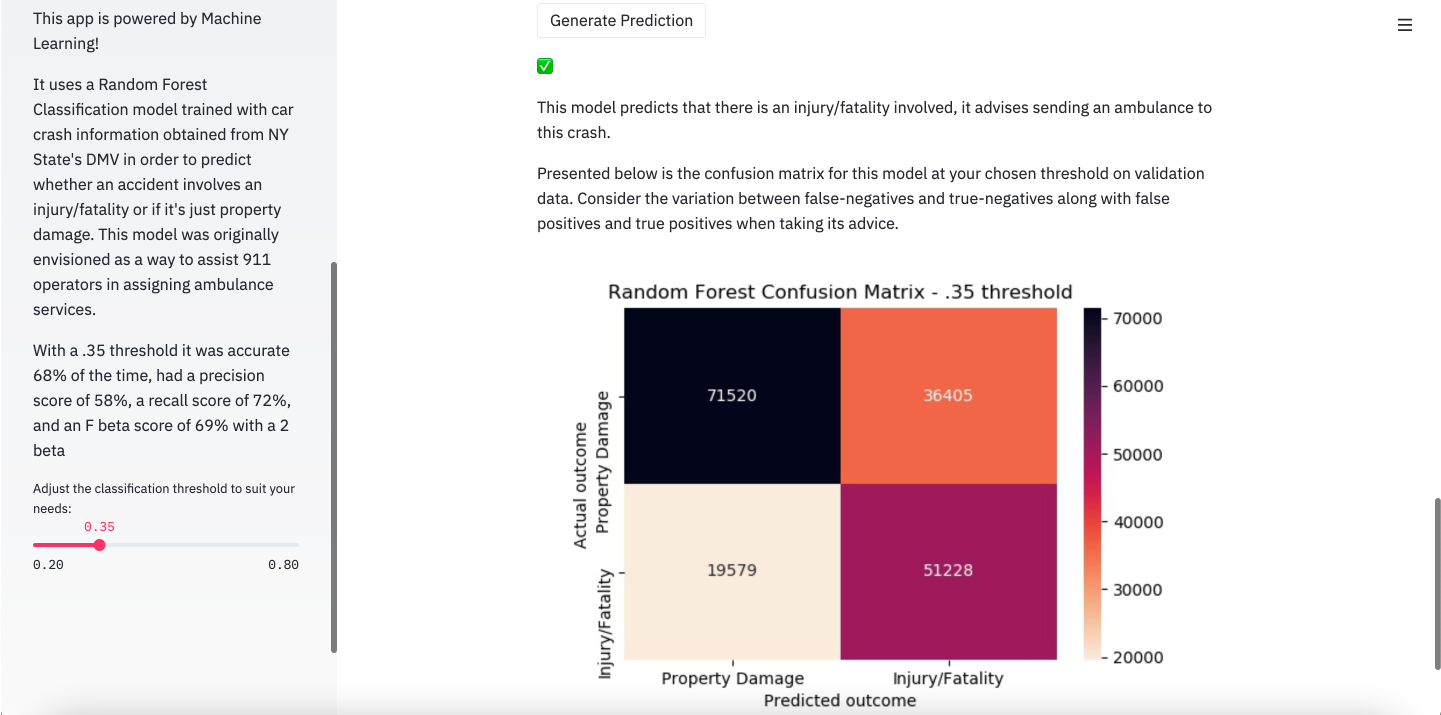 This app is powered by Machine
Learning!
It uses a Random Forest
Classification model trained with car
crash information obtained from NY
State's DMV in order to predict
whether an accident involves an
injury/fatality or if it's just property
damage. This model was originally
envisioned as a way to assist 911
operators in assigning ambulance
services.
With a .35 threshold it was accurate
68% of the time, had a precision
score of 58%, a recall score of 72%,
and an F beta score of 69% with a 2
beta
Adjust the classification threshold to suit your
needs:
0.35
0.20 0.80
Generate Prediction
This model predicts that there is an injury/fatality involved, it advises sending an ambulance to
this crash.
Presented below is the confusion matrix for this model at your chosen threshold on validation
data. Consider the variation between false-negatives and true-negatives along with false
positives and true positives when taking its advice.
Random Forest Confusion Matrix - .35 threshold
Actual outcome
Property Damage
Injury/Fatality
71520 36405
19579 51228
Property Damage Injury/Fatality
Predicted outcome
70000
60000
50000
40000
30000
20000